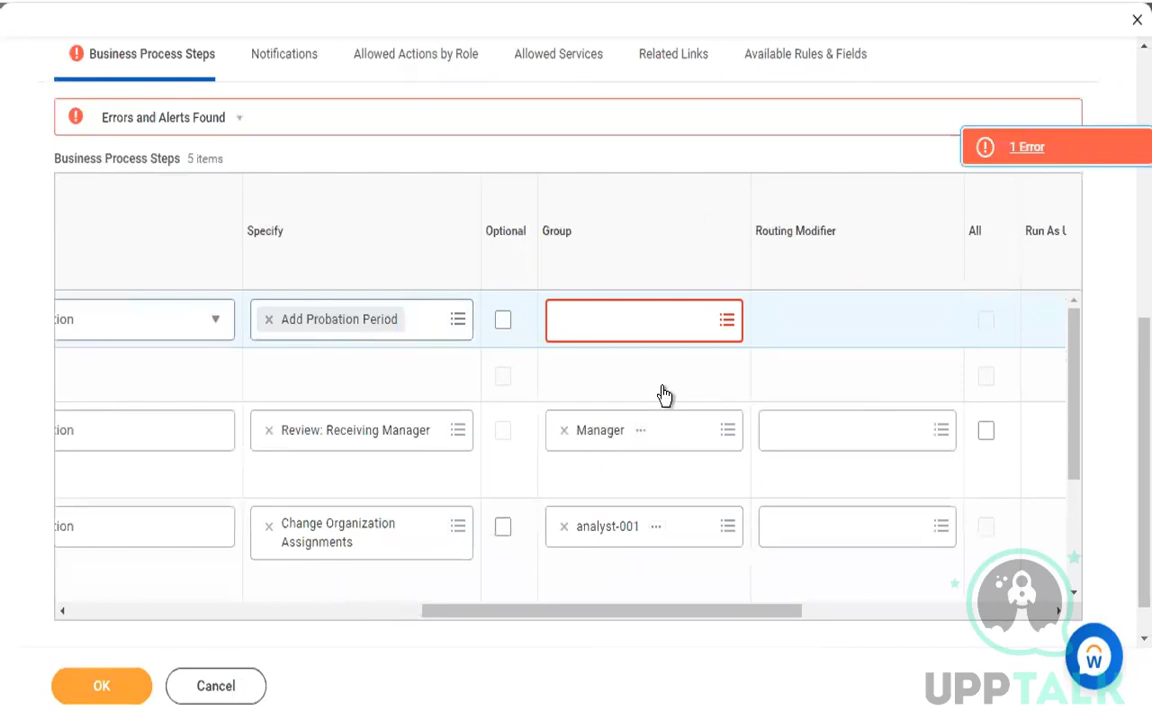 Business Process Steps Notifications Allowed Actions by Role Allowed Services Related Links Available Rules & Fields
Errors and Alerts Found
1 Error
Business Process Steps 5 items
Specify Optional Group Routing Modifier All Run As U
tion Add Probation Period
tion Review: Receiving Manager Manager ...
tion Change Organization Assignments analyst-001 ...
OK Cancel
W
UPPTALK